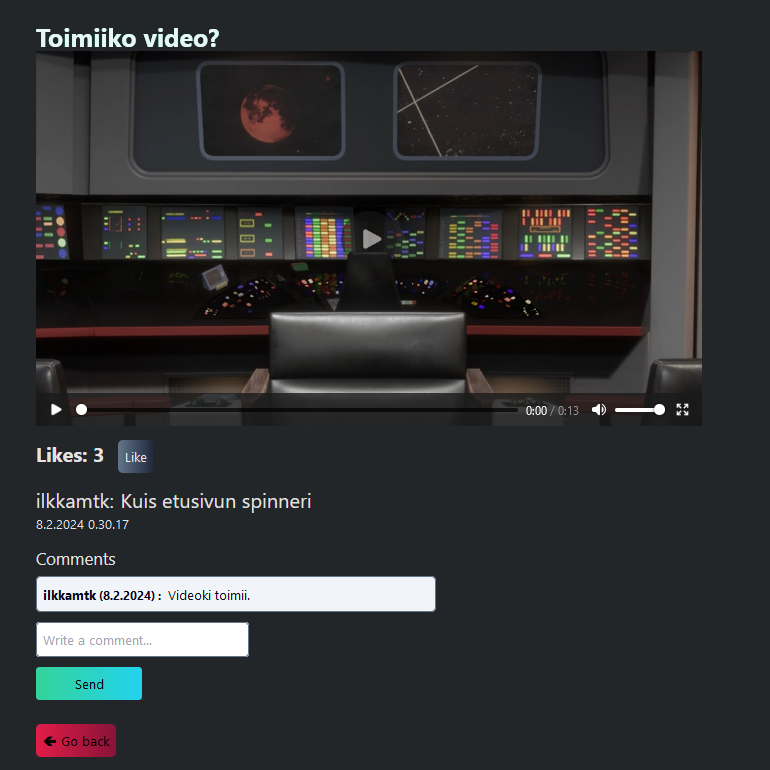 Toimiiko video?
0:00 / 0:13
Likes: 3 Like
ilkkamtk: Kuis etusivun spinneri
8.2.2024 0.30.17
Comments
ilkkamtk (8.2.2024) : Videoki toimii.
Write a comment...
Send
Go back